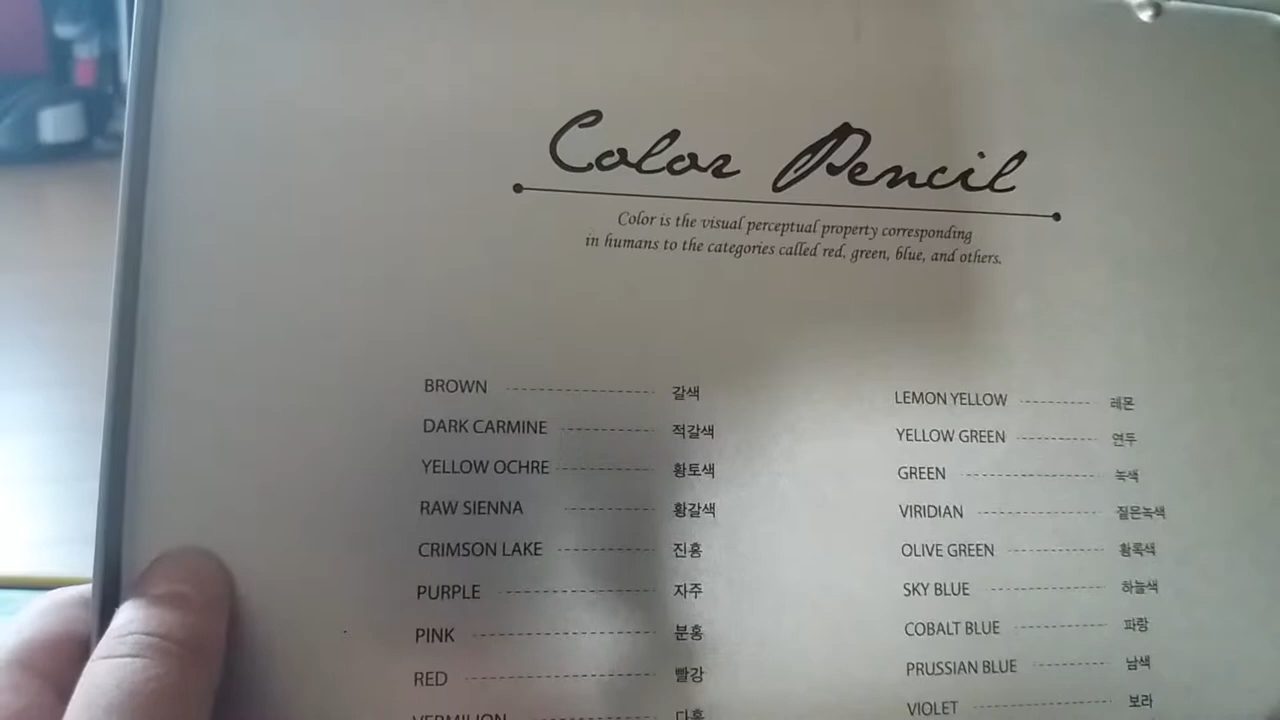 Color Pencil
Color is the visual perceptual property corresponding
in humans to the categories called red, green, blue, and others.
BROWN 갈색
DARK CARMINE 적갈색
YELLOW OCHRE 황토색
RAW SIENNA 황갈색
CRIMSON LAKE 진홍
PURPLE 자주
PINK 분홍
RED 빨강
VERMILION 다홍
LEMON YELLOW 레몬
YELLOW GREEN 연두
GREEN 녹색
VIRIDIAN 짙은녹색
OLIVE GREEN 황록색
SKY BLUE 하늘색
COBALT BLUE 파랑
PRUSSIAN BLUE 남색
VIOLET 보라